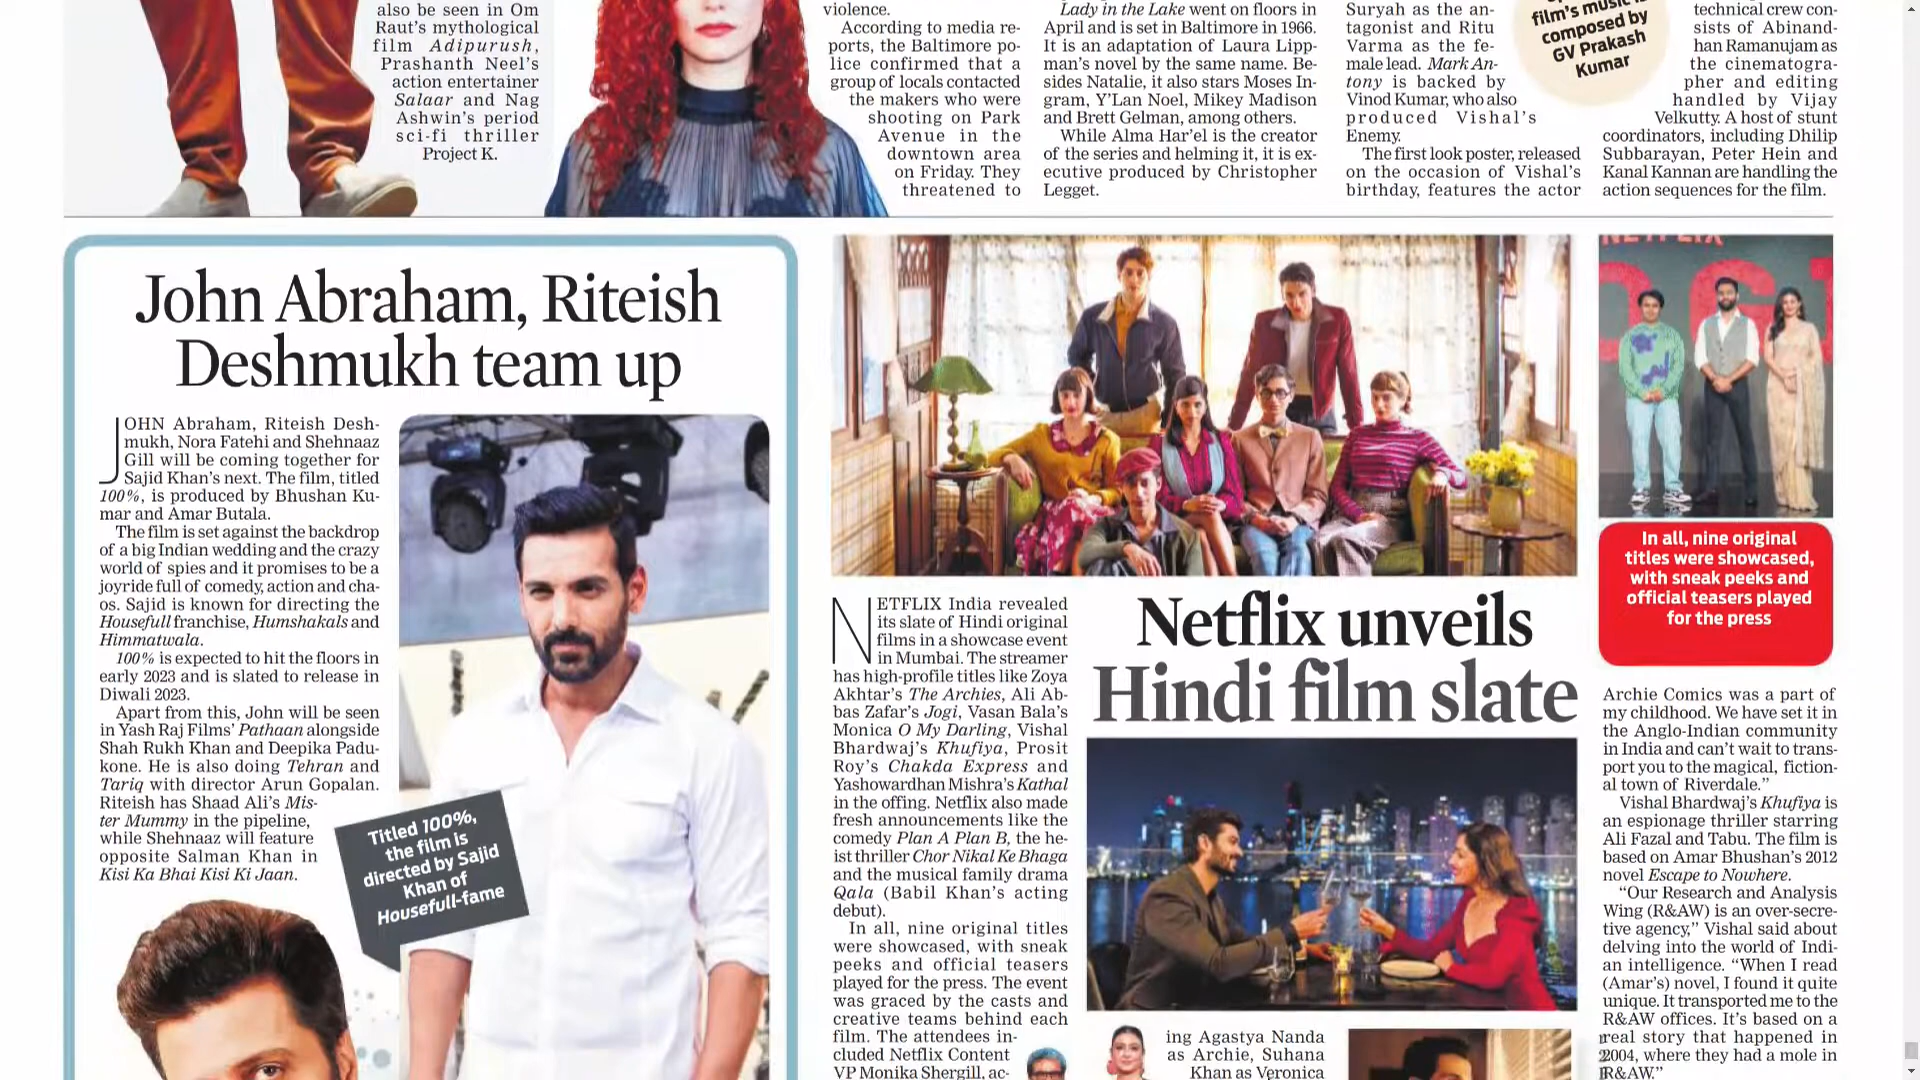 also be seen in Om
Raut's mythological
film Adipurush,
Prashanth Neel's
action entertainer
Salaar and Nag
Ashwin's period
sci-fi thriller
Project K.
violence.
According to media re-
ports, the Baltimore po-
lice confirmed that a
group of locals contacted
the makers who were
shooting on Park
Avenue in the
downtown area
on Friday. They
threatened to
Lady in the Lake went on floors in
April and is set in Baltimore in 1966.
It is an adaptation of Laura Lipp-
man's novel by the same name. Be-
sides Natalie, it also stars Moses In-
gram, Y'Lan Noel, Mikey Madison
and Brett Gelman, among others.
While Alma Har'el is the creator
of the series and helming it, it is ex-
ecutive produced by Christopher
Legget.
Suryah as the an-
tagonist and Ritu
Varma as the fe-
male lead. Mark An-
tony is backed by
Vinod Kumar, who also
produced Vishal's
Enemy.
The first look poster, released
on the occasion of Vishal's
birthday, features the actor
film's music is
composed by
GV Prakash
Kumar
technical crew con-
sists of Abinand-
han Ramanujam as
the cinematogra-
pher and editing
handled by Vijay
Velkutty. A host of stunt
coordinators, including Dhilip
Subbarayan, Peter Hein and
Kanal Kannan are handling the
action sequences for the film.
John Abraham, Riteish
Deshmukh team up
JOHN Abraham, Riteish Desh-
mukh, Nora Fatehi and Shehnaaz
Gill will be coming together for
Sajid Khan's next. The film, titled
100%, is produced by Bhushan Ku-
mar and Amar Butala.
The film is set against the backdrop
of a big Indian wedding and the crazy
world of spies and it promises to be a
joyride full of comedy, action and cha-
os. Sajid is known for directing the
Housefull franchise, Humshakals and
Himmatwala.
100% is expected to hit the floors in
early 2023 and is slated to release in
Diwali 2023.
Apart from this, John will be seen
in Yash Raj Films' Pathaan alongside
Shah Rukh Khan and Deepika Padu-
kone. He is also doing Tehran and
Tariq with director Arun Gopalan.
Riteish has Shaad Ali's Mis-
ter Mummy in the pipeline,
while Shehnaaz will feature
opposite Salman Khan in
Kisi Ka Bhai Kisi Ki Jaan.
Titled 100%,
the film is
directed by Sajid
Khan of
Housefull-fame
NETFLIX
In all, nine original
titles were showcased,
with sneak peeks and
official teasers played
for the press
Netflix unveils
Hindi film slate
NETFLIX India revealed
its slate of Hindi original
films in a showcase event
in Mumbai. The streamer
has high-profile titles like Zoya
Akhtar's The Archies, Ali Ab-
bas Zafar's Jogi, Vasan Bala's
Monica O My Darling, Vishal
Bhardwaj's Khufiya, Prosit
Roy's Chakda Express and
Yashowardhan Mishra's Kathal
in the offing. Netflix also made
fresh announcements like the
comedy Plan A Plan B, the he-
ist thriller Chor Nikal Ke Bhaga
and the musical family drama
Qala (Babil Khan's acting
debut).
In all, nine original titles
were showcased, with sneak
peeks and official teasers
played for the press. The event
was graced by the casts and
creative teams behind each
film. The attendees in-
cluded Netflix Content
VP Monika Shergill, ac-
ing Agastya Nanda
as Archie, Suhana
Khan as Veronica
Archie Comics was a part of
my childhood. We have set it in
the Anglo-Indian community
in India and can't wait to trans-
port you to the magical, fiction-
al town of Riverdale."
Vishal Bhardwaj's Khufiya is
an espionage thriller starring
Ali Fazal and Tabu. The film is
based on Amar Bhushan's 2012
novel Escape to Nowhere.
"Our Research and Analysis
Wing (R&AW) is an over-secre-
tive agency," Vishal said about
delving into the world of Indi-
an intelligence. "When I read
(Amar's) novel, I found it quite
unique. It transported me to the
R&AW offices. It's based on a
real story that happened in
2004, where they had a mole in
R&AW."